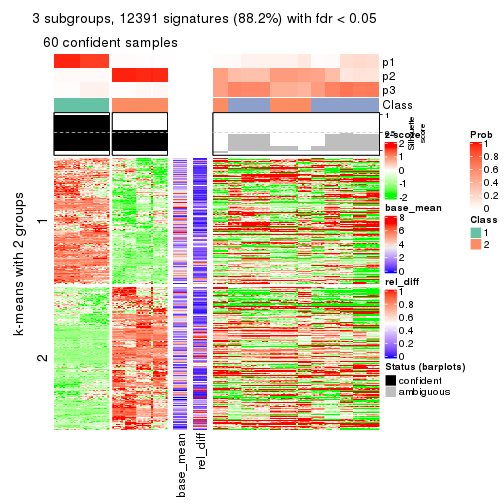 3 subgroups, 12391 signatures (88.2%) with fdr < 0.05
60 confident samples
p1
p2
p3
Class
1
0
Silhouette
score
z-score
2
1
0
-1
-2
base_mean
8
6
4
2
0
rel_diff
1
0.8
0.6
0.4
0.2
0
Status (barplots)
confident
ambiguous
Prob
1
0.8
0.6
0.4
0.2
0
Class
1
2
k-means with 2 groups
1
2
base_mean
rel_diff